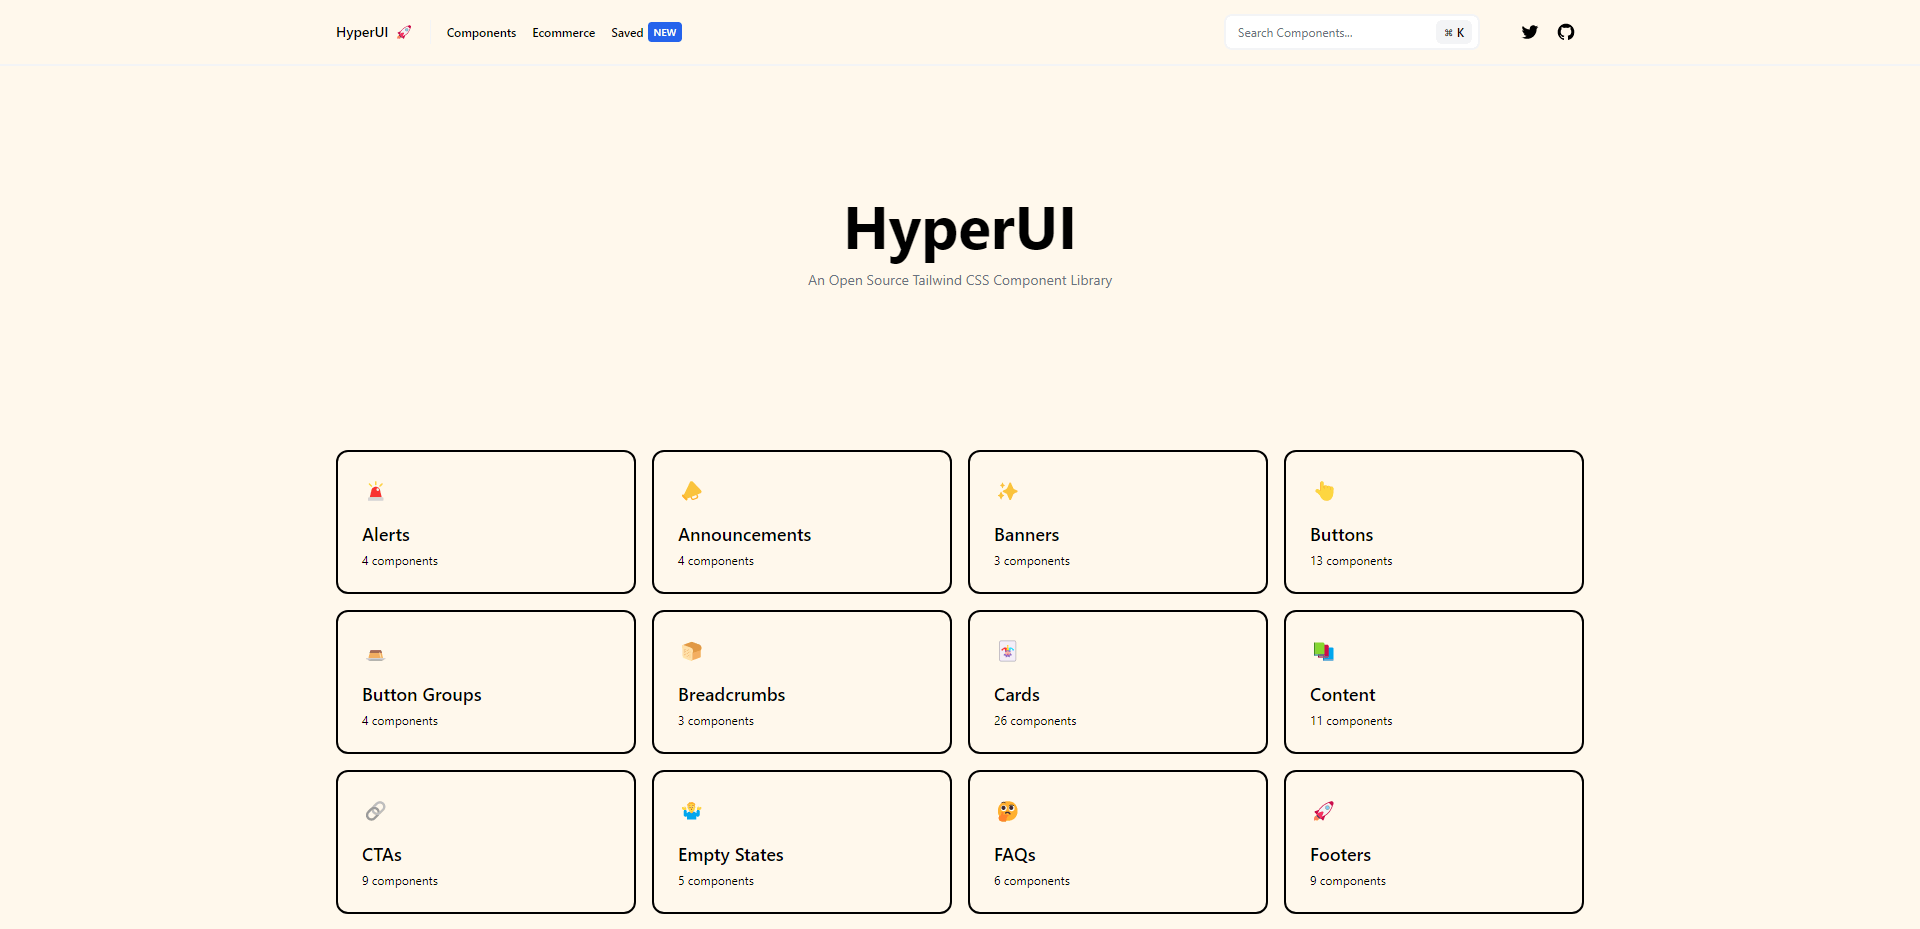 HyperUI 🚀 Components Ecommerce Saved NEW Search Components... ⌘ K
HyperUI
An Open Source Tailwind CSS Component Library
Alerts
4 components
Announcements
4 components
Banners
3 components
Buttons
13 components
Button Groups
4 components
Breadcrumbs
3 components
Cards
26 components
Content
11 components
CTAs
9 components
Empty States
5 components
FAQs
6 components
Footers
9 components